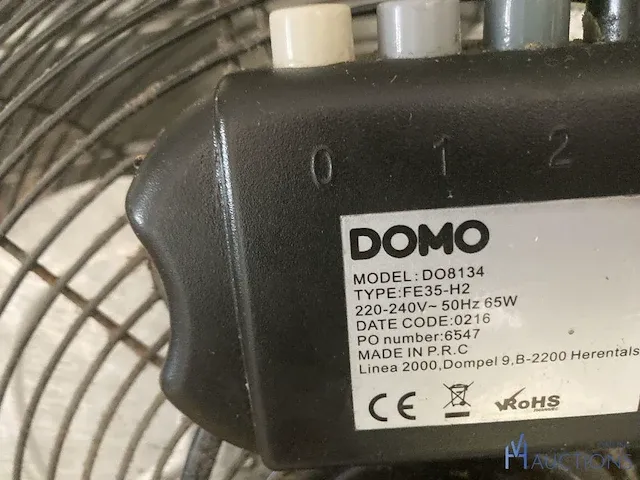 0 1 2
DOMO
MODEL:DO8134
TYPE:FE35-H2
220-240V~ 50Hz 65W
DATE CODE:0216
PO number:6547
MADE IN P.R.C
Linea 2000,Dompel 9,B-2200 Herentals
CE RoHS
AUCTIONS